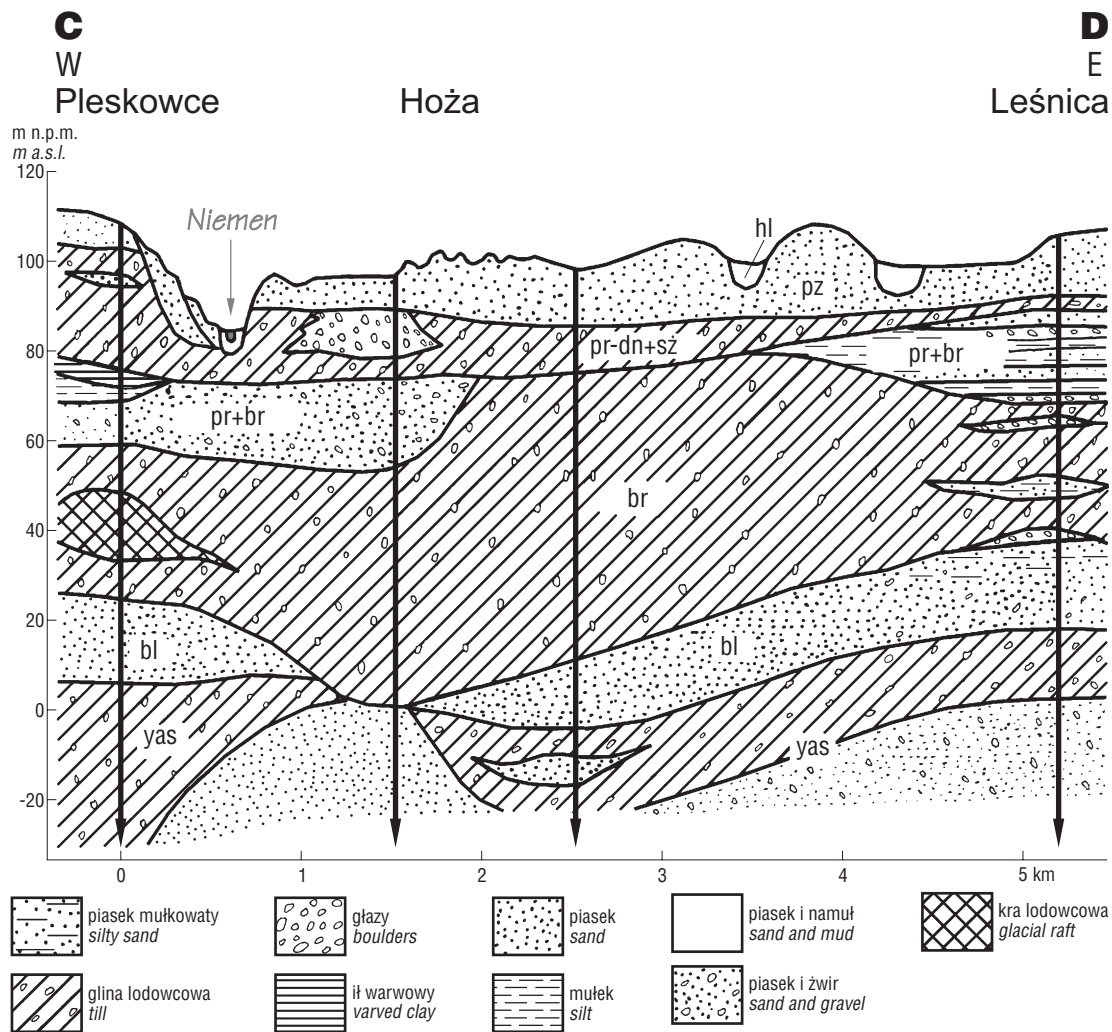 C
D
W
E
Pleskowce
Hoża
Leśnica
m n.p.m.
m a.s.l.
120
100
80
60
40
20
0
-20
Niemen
hl
pz
pr-dn+sż
pr+br
pr+br
br
bl
bl
yas
yas
0
1
2
3
4
5 km
piasek mułkowaty
silty sand
głazy
boulders
piasek
sand
piasek i namuł
sand and mud
kra lodowcowa
glacial raft
glina lodowcowa
till
ił warwowy
varved clay
mułek
silt
piasek i żwir
sand and gravel